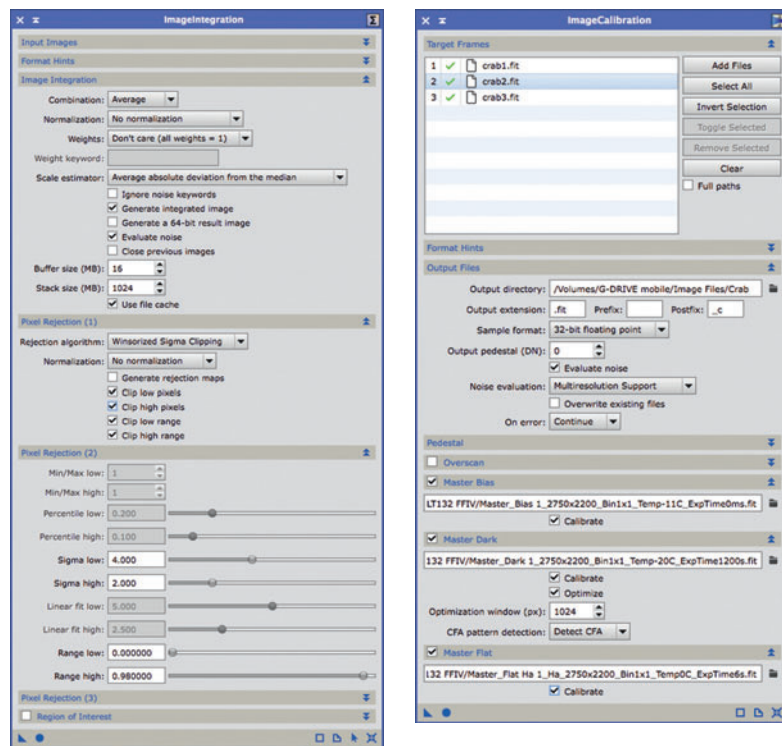 ImageIntegration
Input Images
Format Hints
Image Integration
Combination: Average
Normalization: No normalization
Weights: Don't care (all weights = 1)
Weight keyword:
Scale estimator: Average absolute deviation from the median
Ignore noise keywords
Generate integrated image
Generate a 64-bit result image
Evaluate noise
Close previous images
Buffer size (MB): 16
Stack size (MB): 1024
Use file cache
Pixel Rejection (1)
Rejection algorithm: Winsorized Sigma Clipping
Normalization: No normalization
Generate rejection maps
Clip low pixels
Clip high pixels
Clip low range
Clip high range
Pixel Rejection (2)
Min/Max low: 1
Min/Max high: 1
Percentile low: 0.200
Percentile high: 0.100
Sigma low: 4.000
Sigma high: 2.000
Linear fit low: 5.000
Linear fit high: 2.500
Range low: 0.000000
Range high: 0.980000
Pixel Rejection (3)
Region of Interest
ImageCalibration
Target Frames
1 crab1.fit
2 crab2.fit
3 crab3.fit
Add Files
Select All
Invert Selection
Toggle Selected
Remove Selected
Clear
Full paths
Format Hints
Output Files
Output directory: /Volumes/G-DRIVE mobile/Image Files/Crab
Output extension: .fit Prefix: Postfix: _c
Sample format: 32-bit floating point
Output pedestal (DN): 0
Evaluate noise
Noise evaluation: Multiresolution Support
Overwrite existing files
On error: Continue
Pedestal
Overscan
Master Bias
LT132 FFIV/Master_Bias 1_2750x2200_Bin1x1_Temp-11C_ExpTime0ms.fit
Calibrate
Master Dark
132 FFIV/Master_Dark 1_2750x2200_Bin1x1_Temp-20C_ExpTime1200s.fit
Calibrate
Optimize
Optimization window (px): 1024
CFA pattern detection: Detect CFA
Master Flat
132 FFIV/Master_Flat Ha 1_Ha_2750x2200_Bin1x1_Temp0C_ExpTime6s.fit
Calibrate